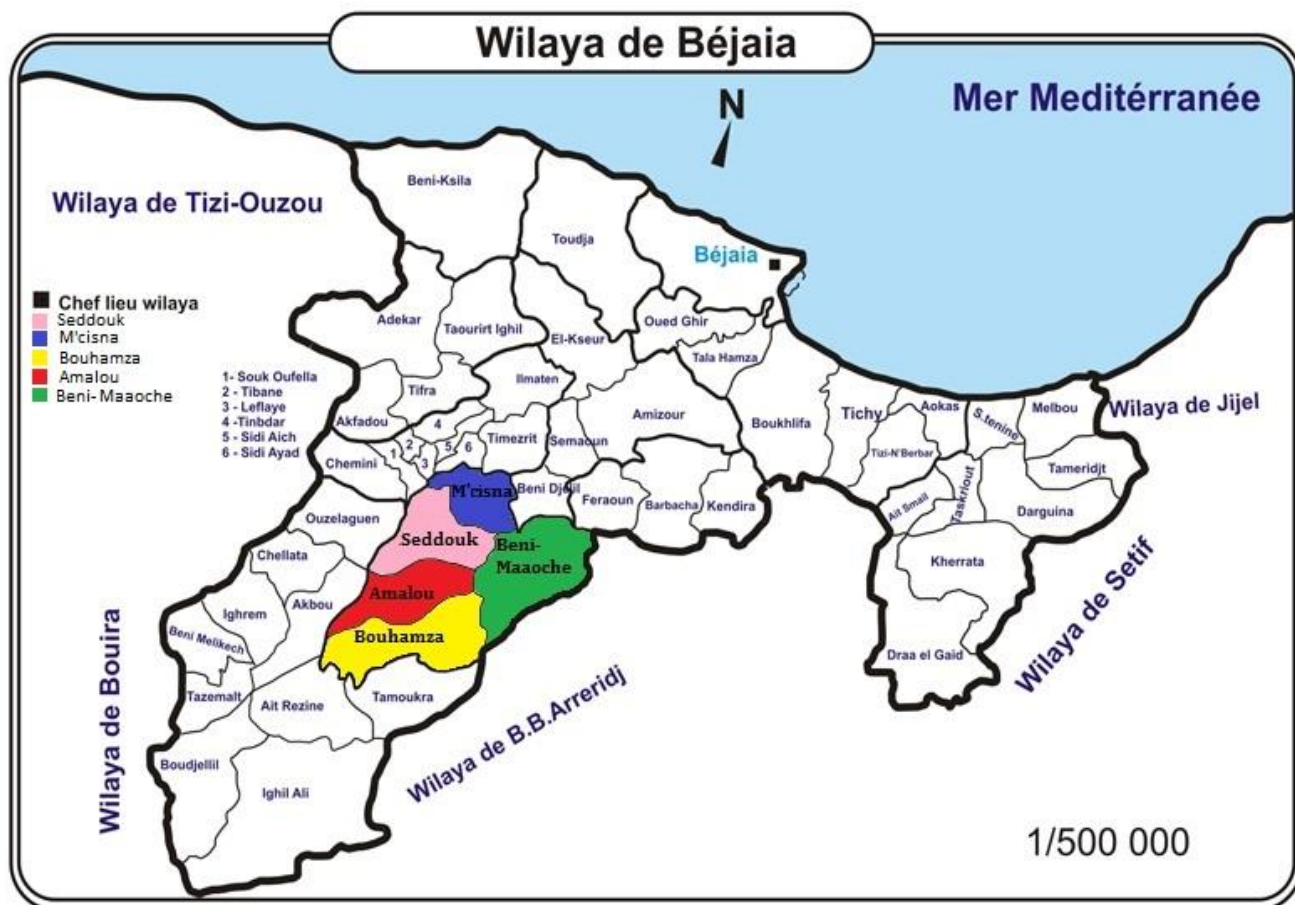 Wilaya de Béjaia
N
Mer Meditérranée
Wilaya de Tizi-Ouzou
Beni-Ksila
Toudja
Béjaia
Chef lieu wilaya
Seddouk
M'cisna
Bouhamza
Amalou
Beni-Maaoche
1- Souk Oufella
2 - Tibane
3 - Leflaye
4 -Tinbdar
5 - Sidi Aich
6 - Sidi Ayad
Adekar
Taourirt Ighil
El-Kseur
Oued Ghir
Tala Hamza
Ilmaten
Tifra
Akfadou
4
Timezrit
Semaoun
Amizour
Boukhlifa
Tichy
Aokas
S.tenine
Melbou
Wilaya de Jijel
Chemini
1
2
3
5
6
Tizi-N'Berbar
Tameridjt
M'cisna
Beni Djellil
Feraoun
Barbacha
Kendira
Ait Smail
Taskriout
Darguina
Ouzelaguen
Seddouk
Beni-
Maaoche
Kherrata
Chellata
Amalou
Akbou
Ighrem
Bouhamza
Beni Melikech
Draa el Gaid
Wilaya de Setif
Tazemalt
Ait Rezine
Tamoukra
Wilaya de Bouira
Wilaya de B.B.Arreridj
Boudjellil
Ighil Ali
1/500 000